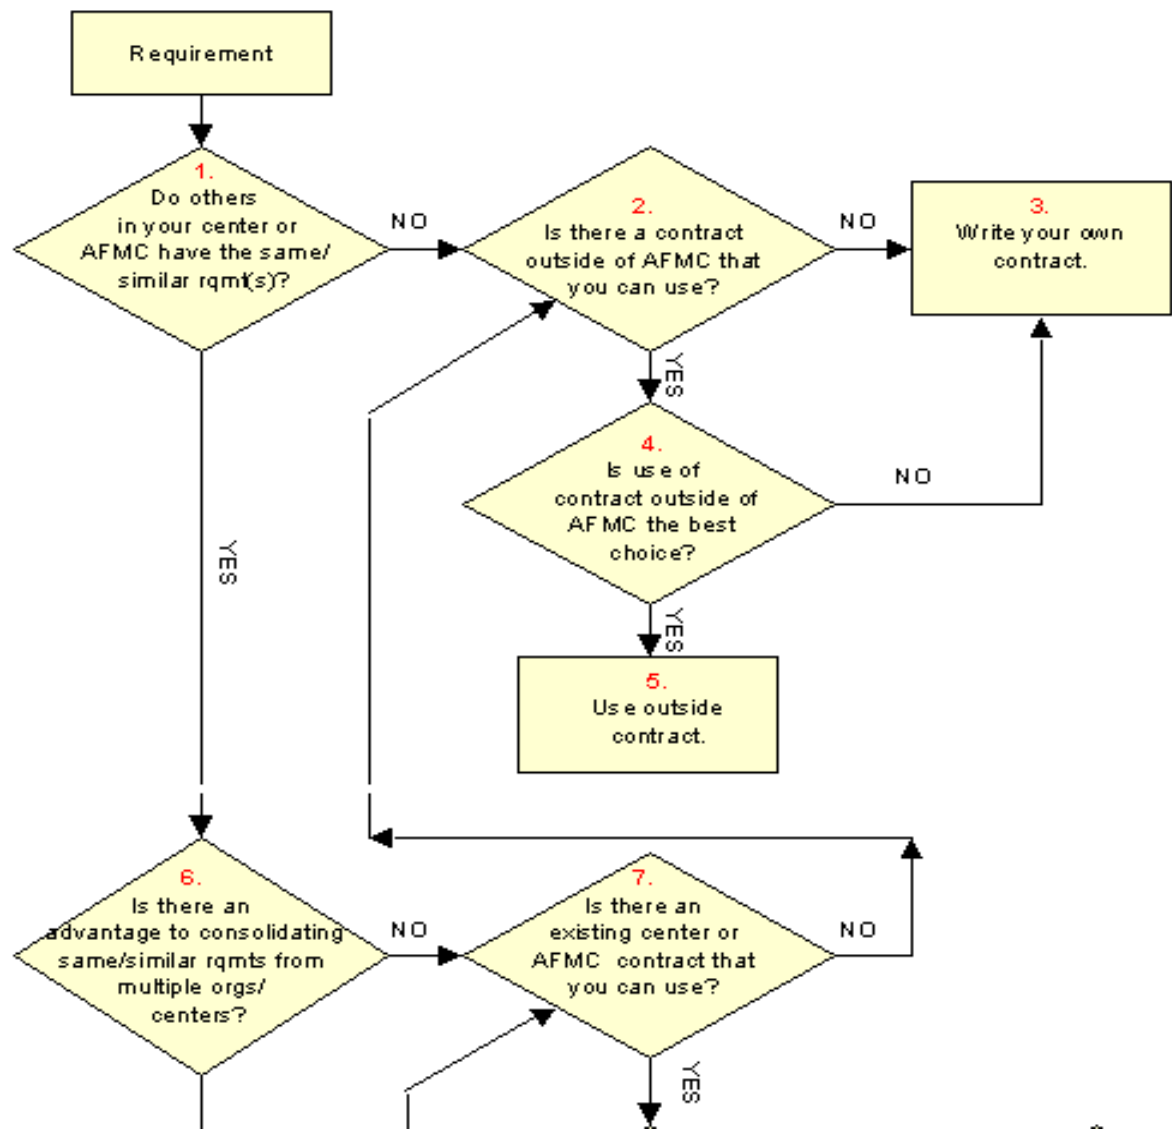 Requirement
1.
Do others
in your center or
AFMC have the same/
similar rqmt(s)?
NO
2.
Is there a contract
outside of AFMC that
you can use?
NO
3.
Write your own
contract.
YES
4.
Is use of
contract outside of
AFMC the best
choice?
NO
YES
YES
5.
Use outside
contract.
6.
Is there an
advantage to consolidating
same/similar rqmts from
multiple orgs/
centers?
NO
7.
Is there an
existing center or
AFMC contract that
you can use?
NO
YES